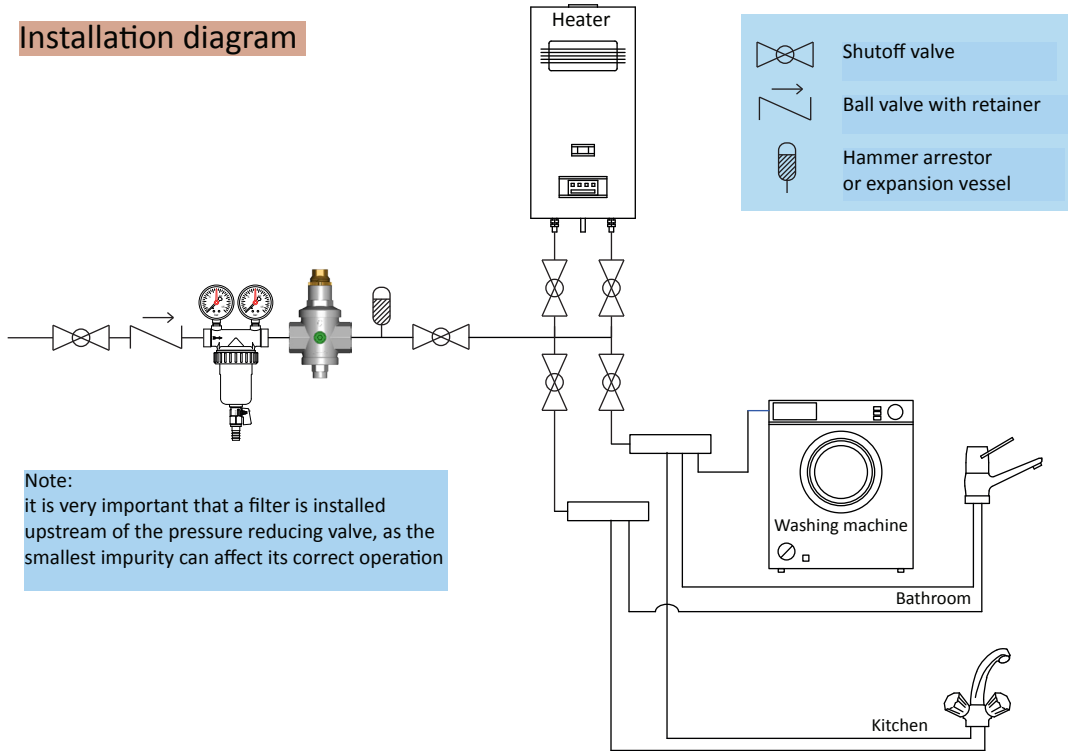 Installation diagram
Heater
Shutoff valve
Ball valve with retainer
Hammer arrestor
or expansion vessel
Note:
it is very important that a filter is installed
upstream of the pressure reducing valve, as the
smallest impurity can affect its correct operation
Washing machine
Bathroom
Kitchen